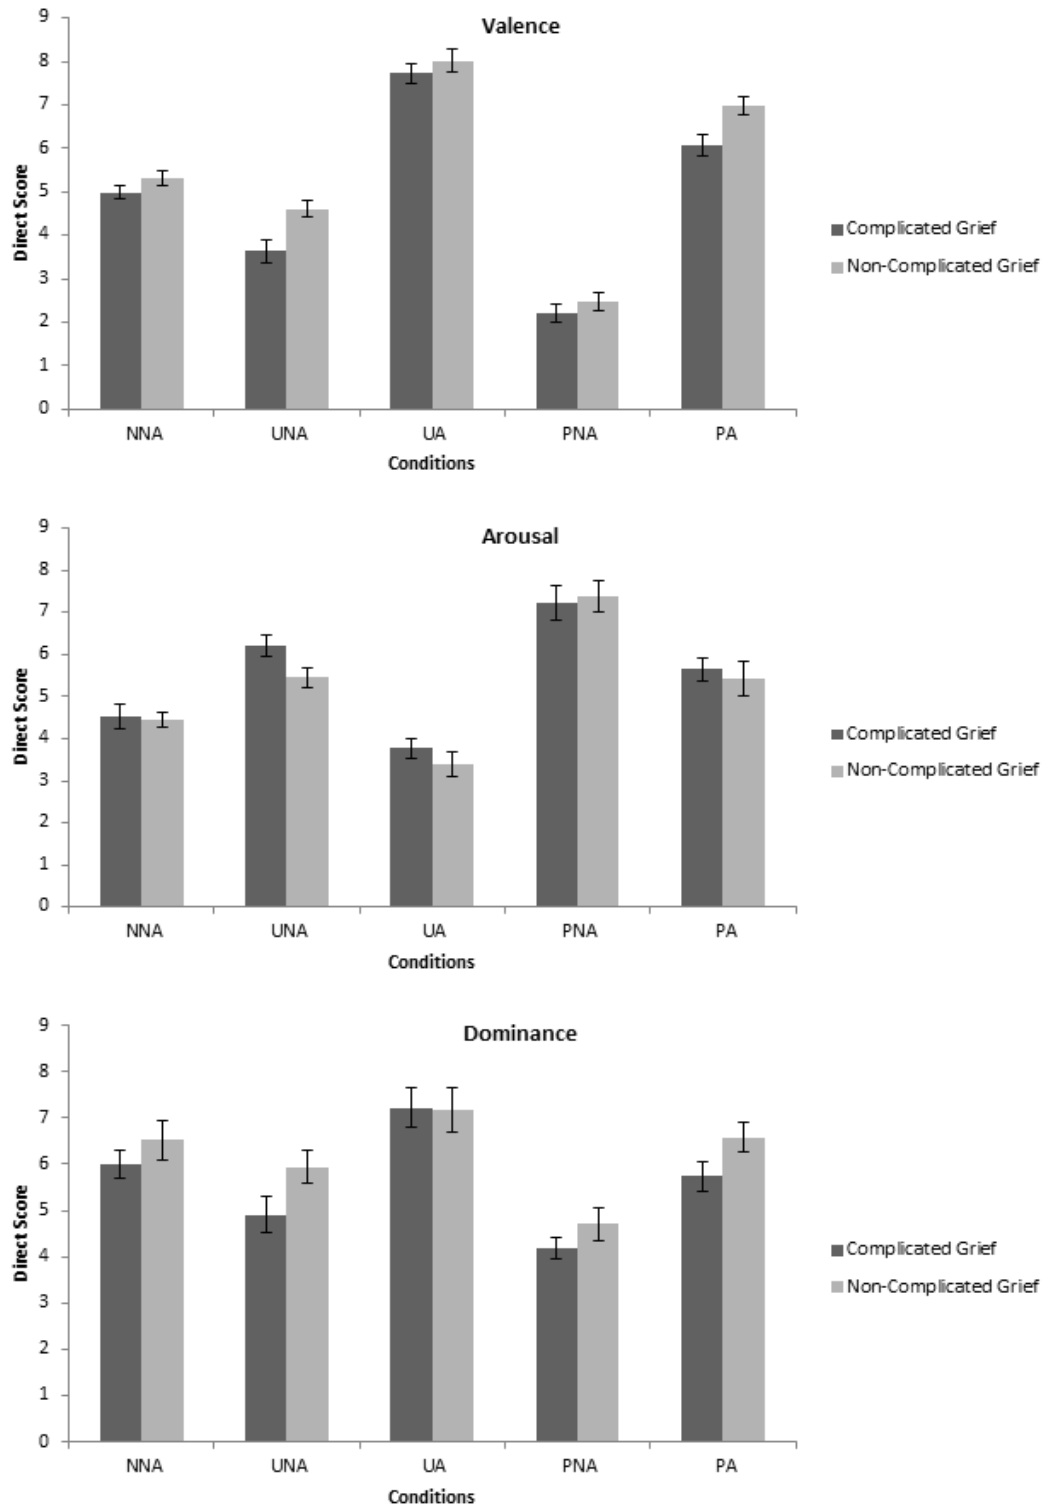 Valence
9
8
7
6
5
4
3
2
1
0
Direct Score
NNA UNA UA PNA PA
Conditions
Complicated Grief
Non-Complicated Grief
Arousal
9
8
7
6
5
4
3
2
1
0
Direct Score
NNA UNA UA PNA PA
Conditions
Complicated Grief
Non-Complicated Grief
Dominance
9
8
7
6
5
4
3
2
1
0
Direct Score
NNA UNA UA PNA PA
Conditions
Complicated Grief
Non-Complicated Grief